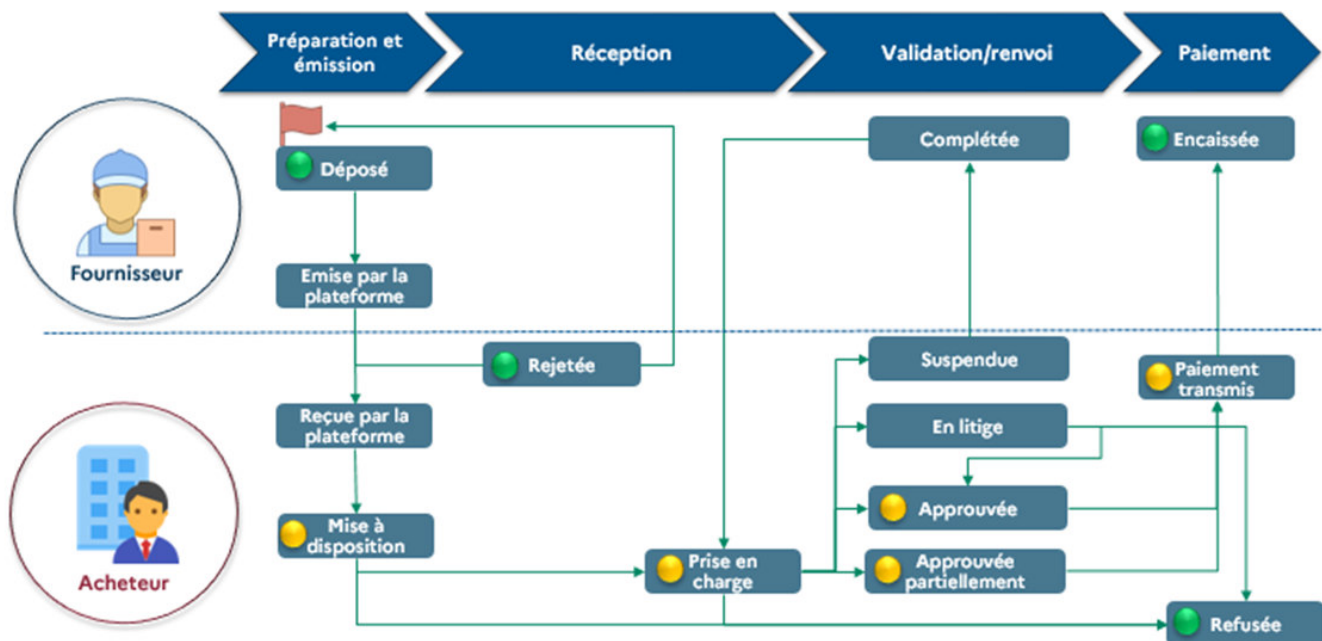 Préparation et
émission
Réception
Validation/renvoi
Paiement
Fournisseur
Déposé
Complétée
Encaissée
Emise par la
plateforme
Rejetée
Suspendue
Paiement
transmis
Reçue par la
plateforme
En litige
Acheteur
Mise à
disposition
Approuvée
Prise en
charge
Approuvée
partiellement
Refusée